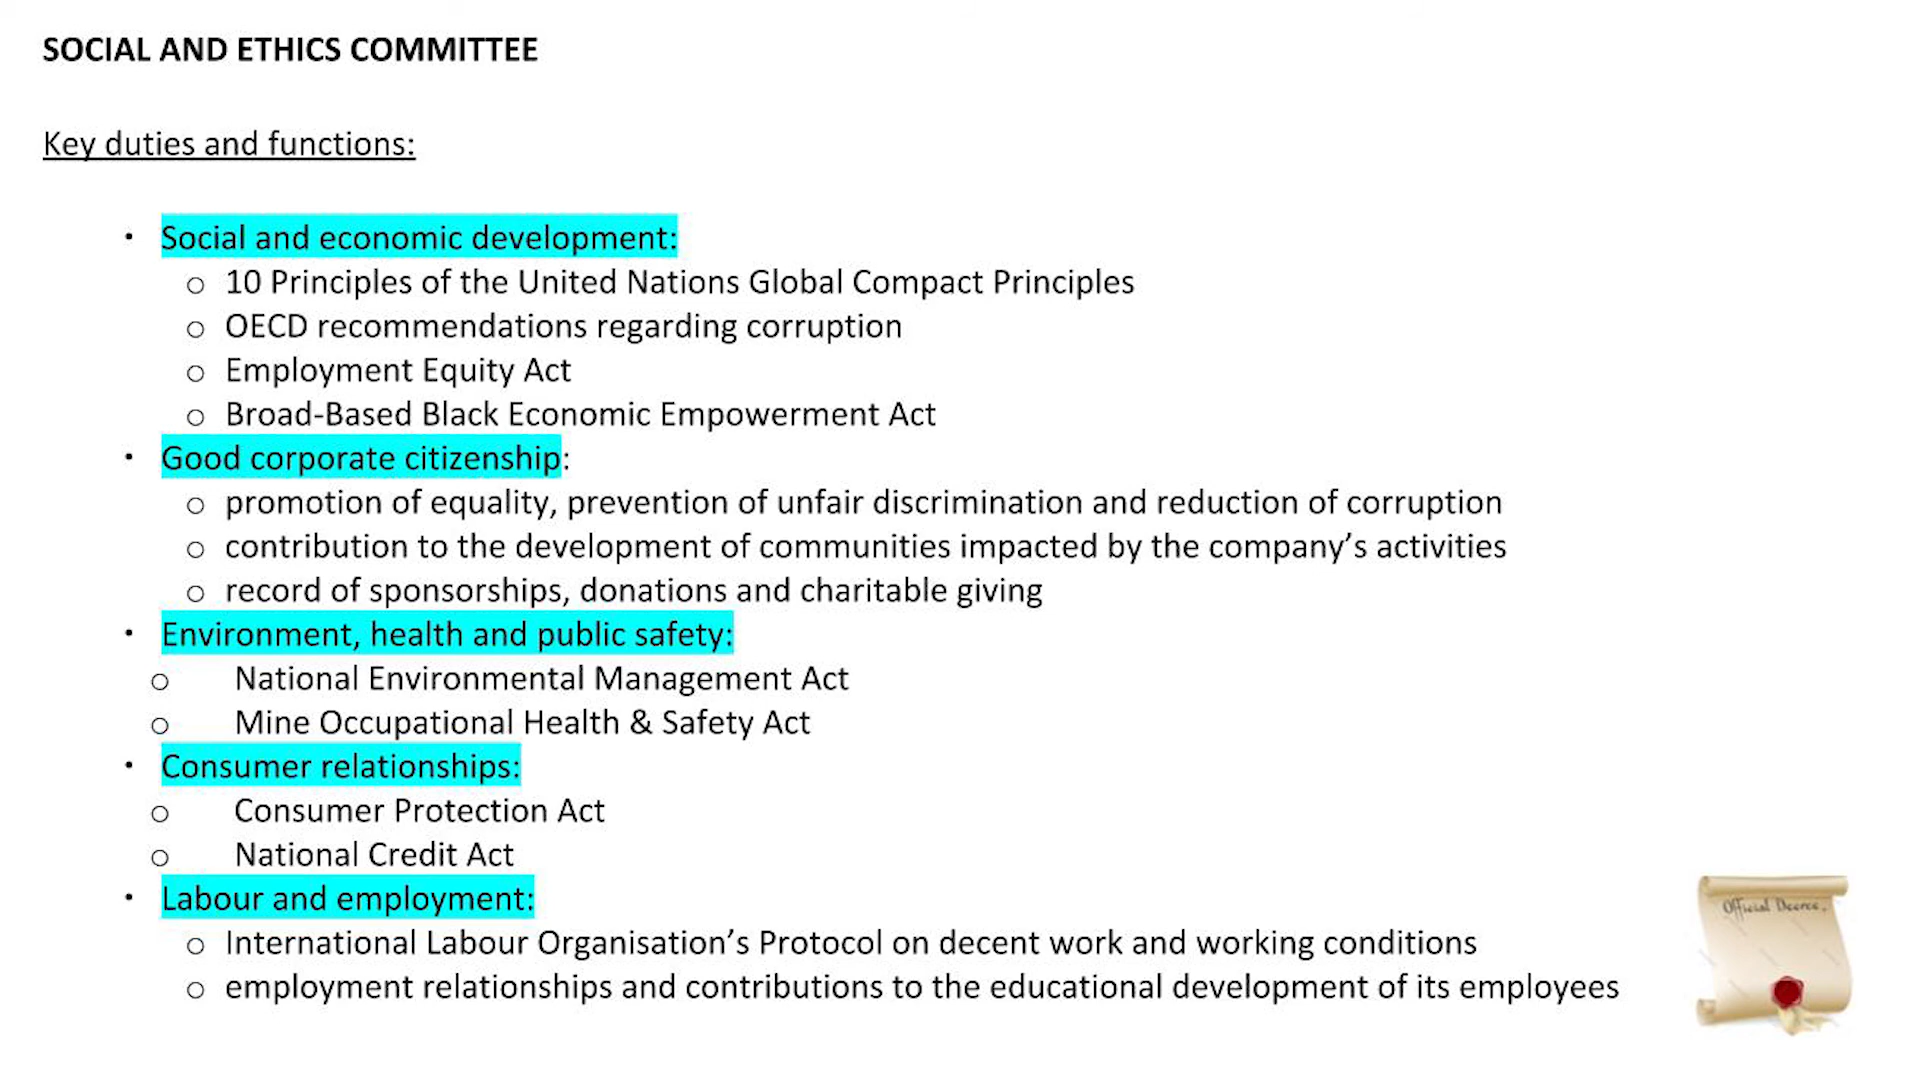 SOCIAL AND ETHICS COMMITTEE
Key duties and functions:
• Social and economic development:
o 10 Principles of the United Nations Global Compact Principles
o OECD recommendations regarding corruption
o Employment Equity Act
o Broad-Based Black Economic Empowerment Act
• Good corporate citizenship:
o promotion of equality, prevention of unfair discrimination and reduction of corruption
o contribution to the development of communities impacted by the company’s activities
o record of sponsorships, donations and charitable giving
• Environment, health and public safety:
o National Environmental Management Act
o Mine Occupational Health & Safety Act
• Consumer relationships:
o Consumer Protection Act
o National Credit Act
• Labour and employment:
o International Labour Organisation’s Protocol on decent work and working conditions
o employment relationships and contributions to the educational development of its employees
Official Decree.